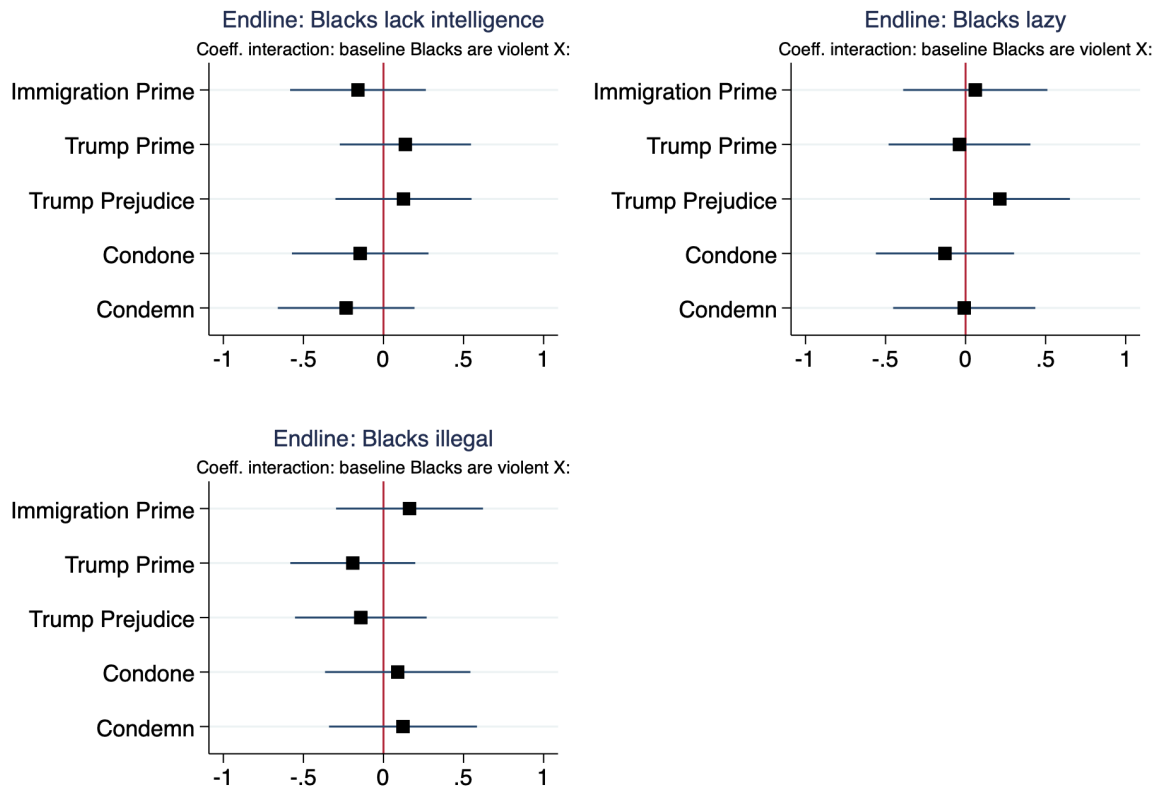 Endline: Blacks lack intelligence
Coeff. interaction: baseline Blacks are violent X:
Immigration Prime
Trump Prime
Trump Prejudice
Condone
Condemn
-1 -.5 0 .5 1
Endline: Blacks lazy
Coeff. interaction: baseline Blacks are violent X:
Immigration Prime
Trump Prime
Trump Prejudice
Condone
Condemn
-1 -.5 0 .5 1
Endline: Blacks illegal
Coeff. interaction: baseline Blacks are violent X:
Immigration Prime
Trump Prime
Trump Prejudice
Condone
Condemn
-1 -.5 0 .5 1